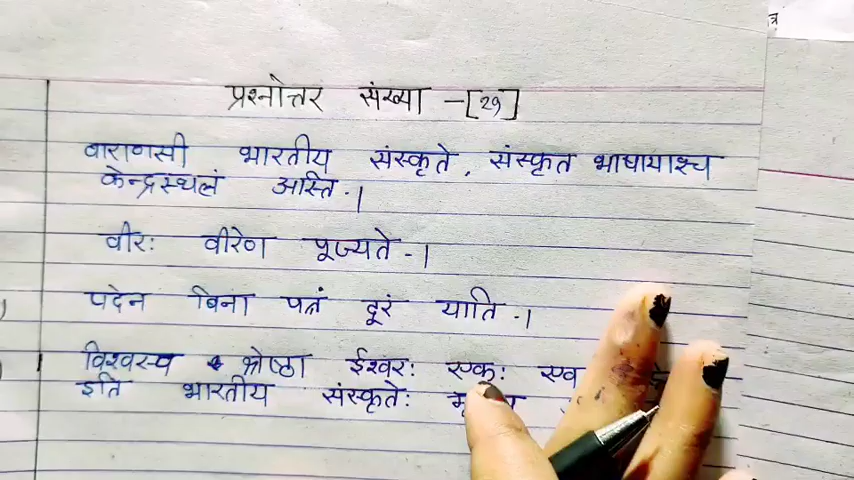 त्र
प्रश्नोत्तर संख्या -[29]
वाराणसी भारतीय संस्कृते, संस्कृत भाषायाश्च
केन्द्रस्थलं अस्ति-।
वीरः वीरेण पूज्यते-।
पदेन बिना पत्रं दूरं याति-।
विश्वस्य श्रेष्ठा ईश्वरः एकः एव
इति भारतीय संस्कृतेः